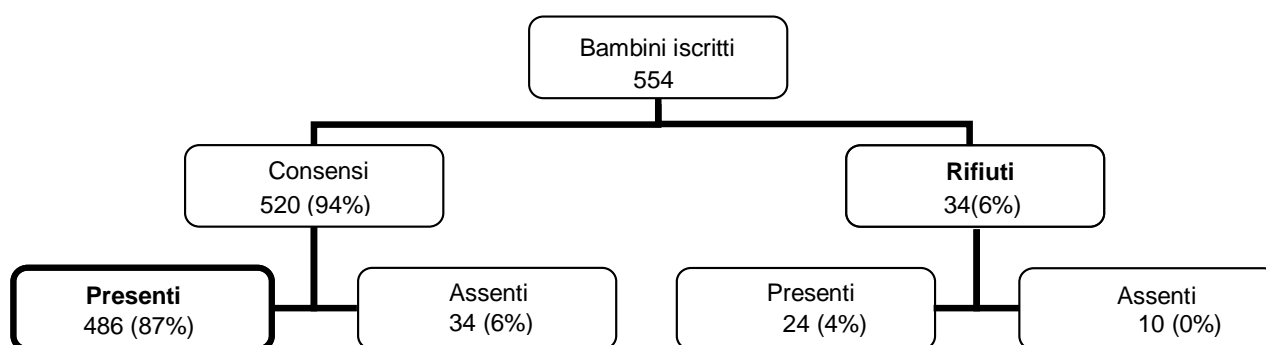 Bambini iscritti
554
Consensi
520 (94%)
Rifiuti
34(6%)
Presenti
486 (87%)
Assenti
34 (6%)
Presenti
24 (4%)
Assenti
10 (0%)